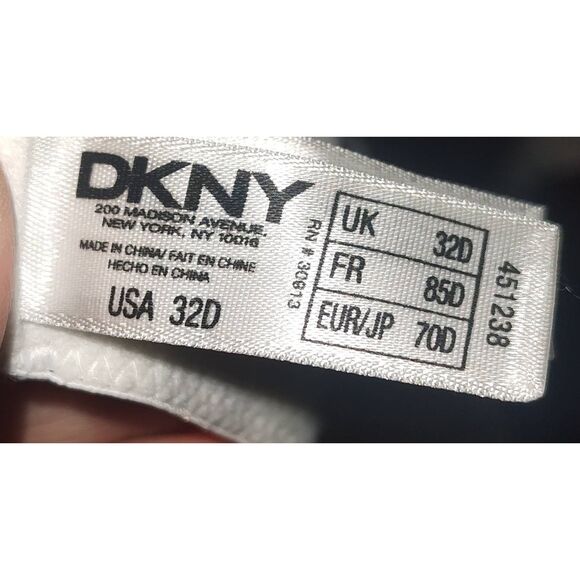 DKNY
200 MADISON AVENUE,
NEW YORK, NY 10016
MADE IN CHINA/ FAIT EN CHINE
HECHO EN CHINA
USA 32D
RN # 30913
UK 32D
FR 85D
EUR/JP 70D
451238